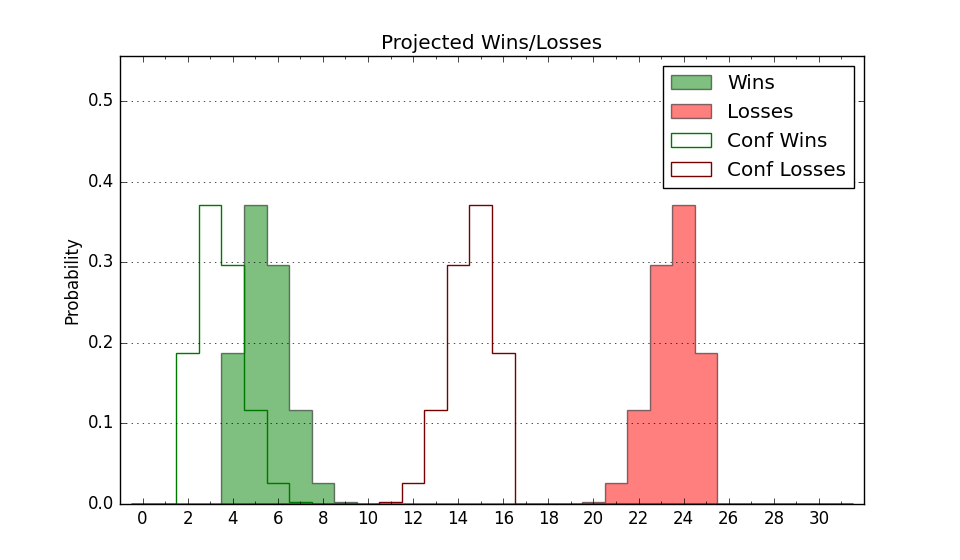 Projected Wins/Losses
Wins
Losses
Conf Wins
Conf Losses
Probability
0.5
0.4
0.3
0.2
0.1
0.0
0 2 4 6 8 10 12 14 16 18 20 22 24 26 28 30